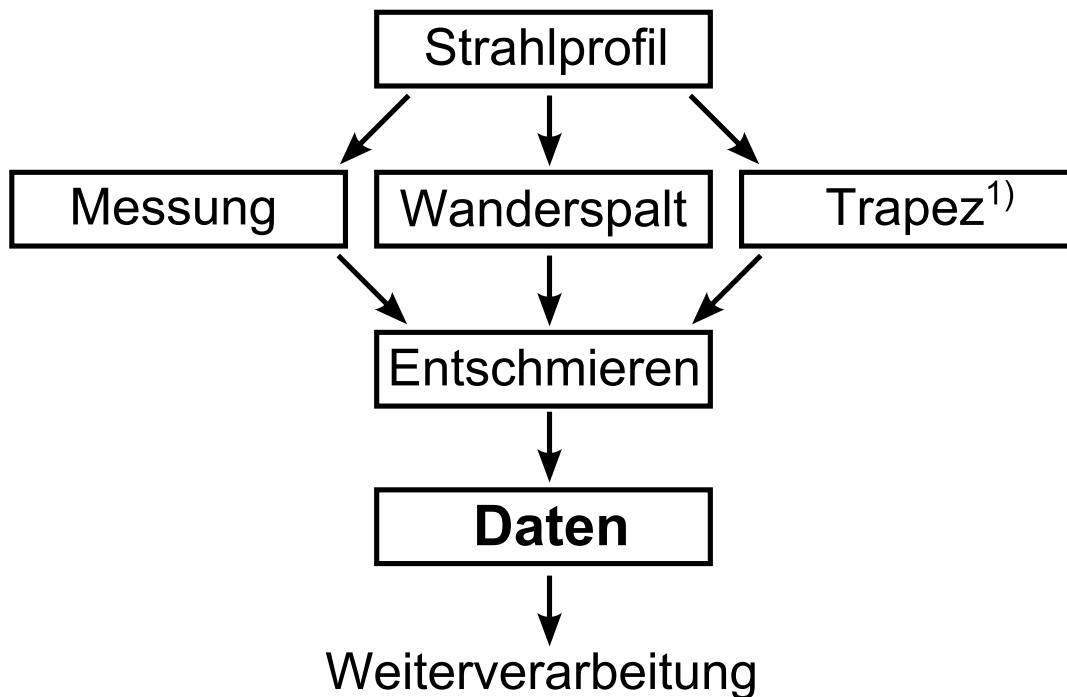 Strahlprofil
Messung
Wanderspalt
Trapez¹⁾
Entschmieren
Daten
Weiterverarbeitung